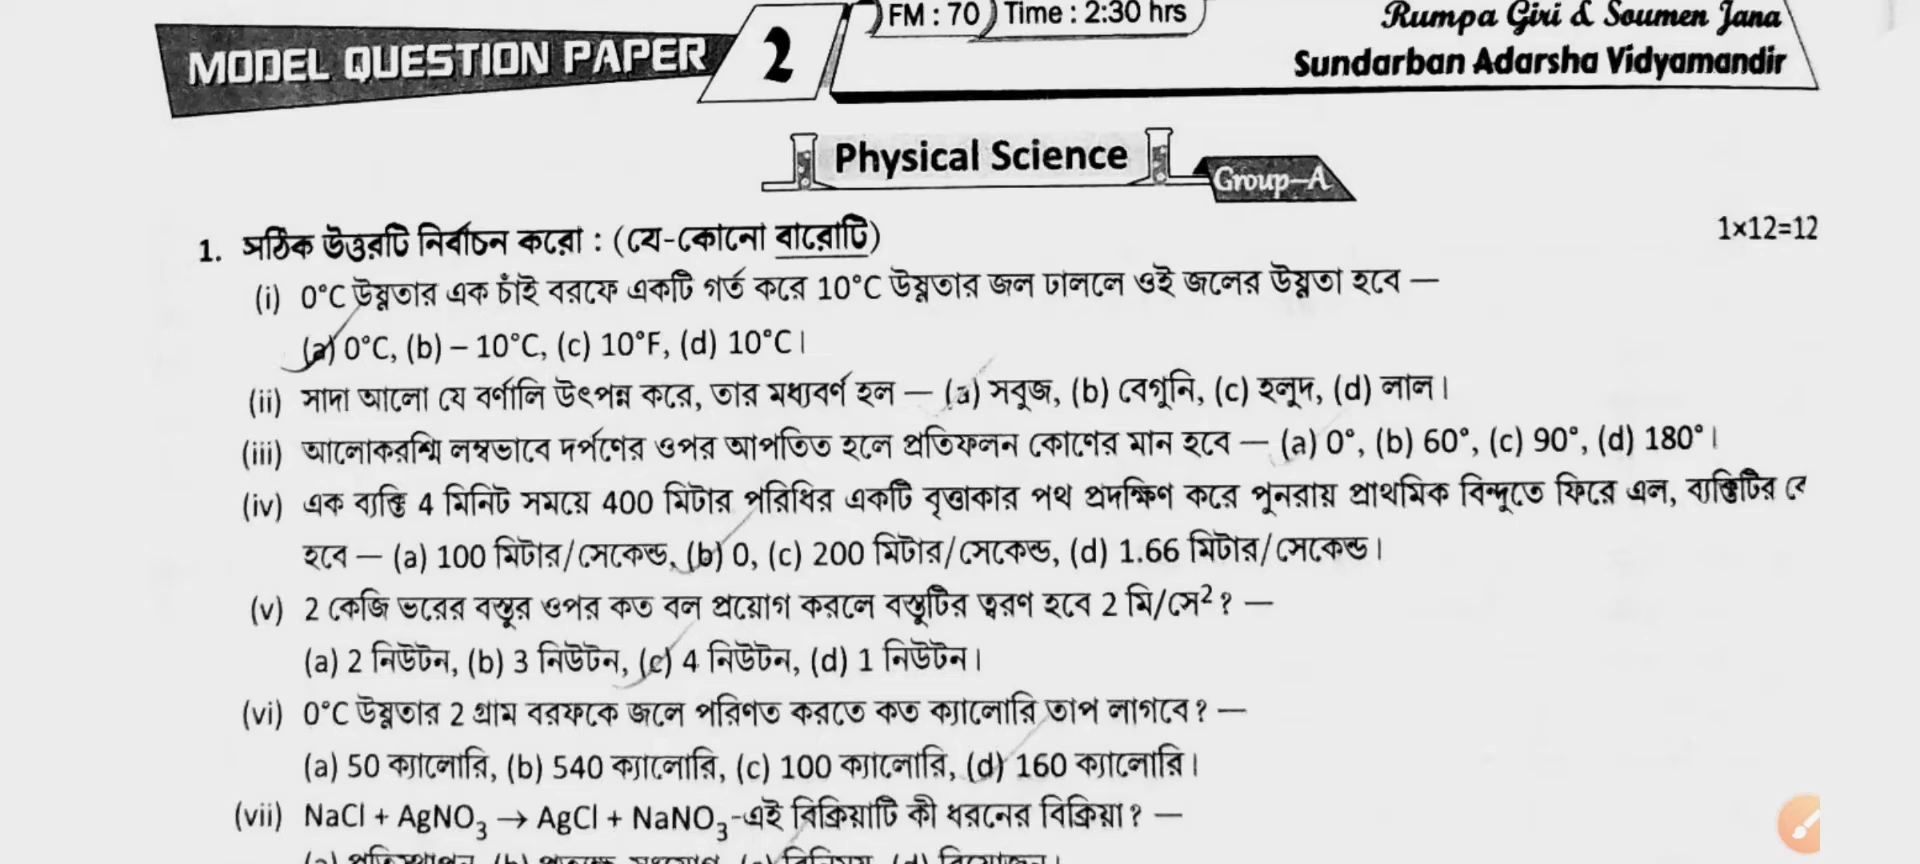 FM : 70 Time : 2:30 hrs
Rumpa Giri & Soumen Jana
MODEL QUESTION PAPER 2
Sundarban Adarsha Vidyamandir
Physical Science
Group–A
1. সঠিক উত্তরটি নির্বাচন করো : (যে-কোনো বারোটি) 1×12=12
(i) 0°C উষ্ণতার এক চাঁই বরফে একটি গর্ত করে 10°C উষ্ণতার জল ঢাললে ওই জলের উষ্ণতা হবে —
(a) 0°C, (b) – 10°C, (c) 10°F, (d) 10°C।
(ii) সাদা আলো যে বর্ণালি উৎপন্ন করে, তার মধ্যবর্ণ হল — (a) সবুজ, (b) বেগুনি, (c) হলুদ, (d) লাল।
(iii) আলোকরশ্মি লম্বভাবে দর্পণের ওপর আপতিত হলে প্রতিফলন কোণের মান হবে — (a) 0°, (b) 60°, (c) 90°, (d) 180°।
(iv) এক ব্যক্তি 4 মিনিট সময়ে 400 মিটার পরিধির একটি বৃত্তাকার পথ প্রদক্ষিণ করে পুনরায় প্রাথমিক বিন্দুতে ফিরে এল, ব্যক্তিটির বে
হবে — (a) 100 মিটার/সেকেন্ড, (b) 0, (c) 200 মিটার/সেকেন্ড, (d) 1.66 মিটার/সেকেন্ড।
(v) 2 কেজি ভরের বস্তুর ওপর কত বল প্রয়োগ করলে বস্তুটির ত্বরণ হবে 2 মি/সে²? —
(a) 2 নিউটন, (b) 3 নিউটন, (c) 4 নিউটন, (d) 1 নিউটন।
(vi) 0°C উষ্ণতার 2 গ্রাম বরফকে জলে পরিণত করতে কত ক্যালোরি তাপ লাগবে? —
(a) 50 ক্যালোরি, (b) 540 ক্যালোরি, (c) 100 ক্যালোরি, (d) 160 ক্যালোরি।
(vii) NaCl + AgNO₃ → AgCl + NaNO₃-এই বিক্রিয়াটি কী ধরনের বিক্রিয়া? —
(a) প্রতিস্থাপন, (b) প্রত্যক্ষ সংযোগ, (c) বিনিময়, (d) বিয়োজন।